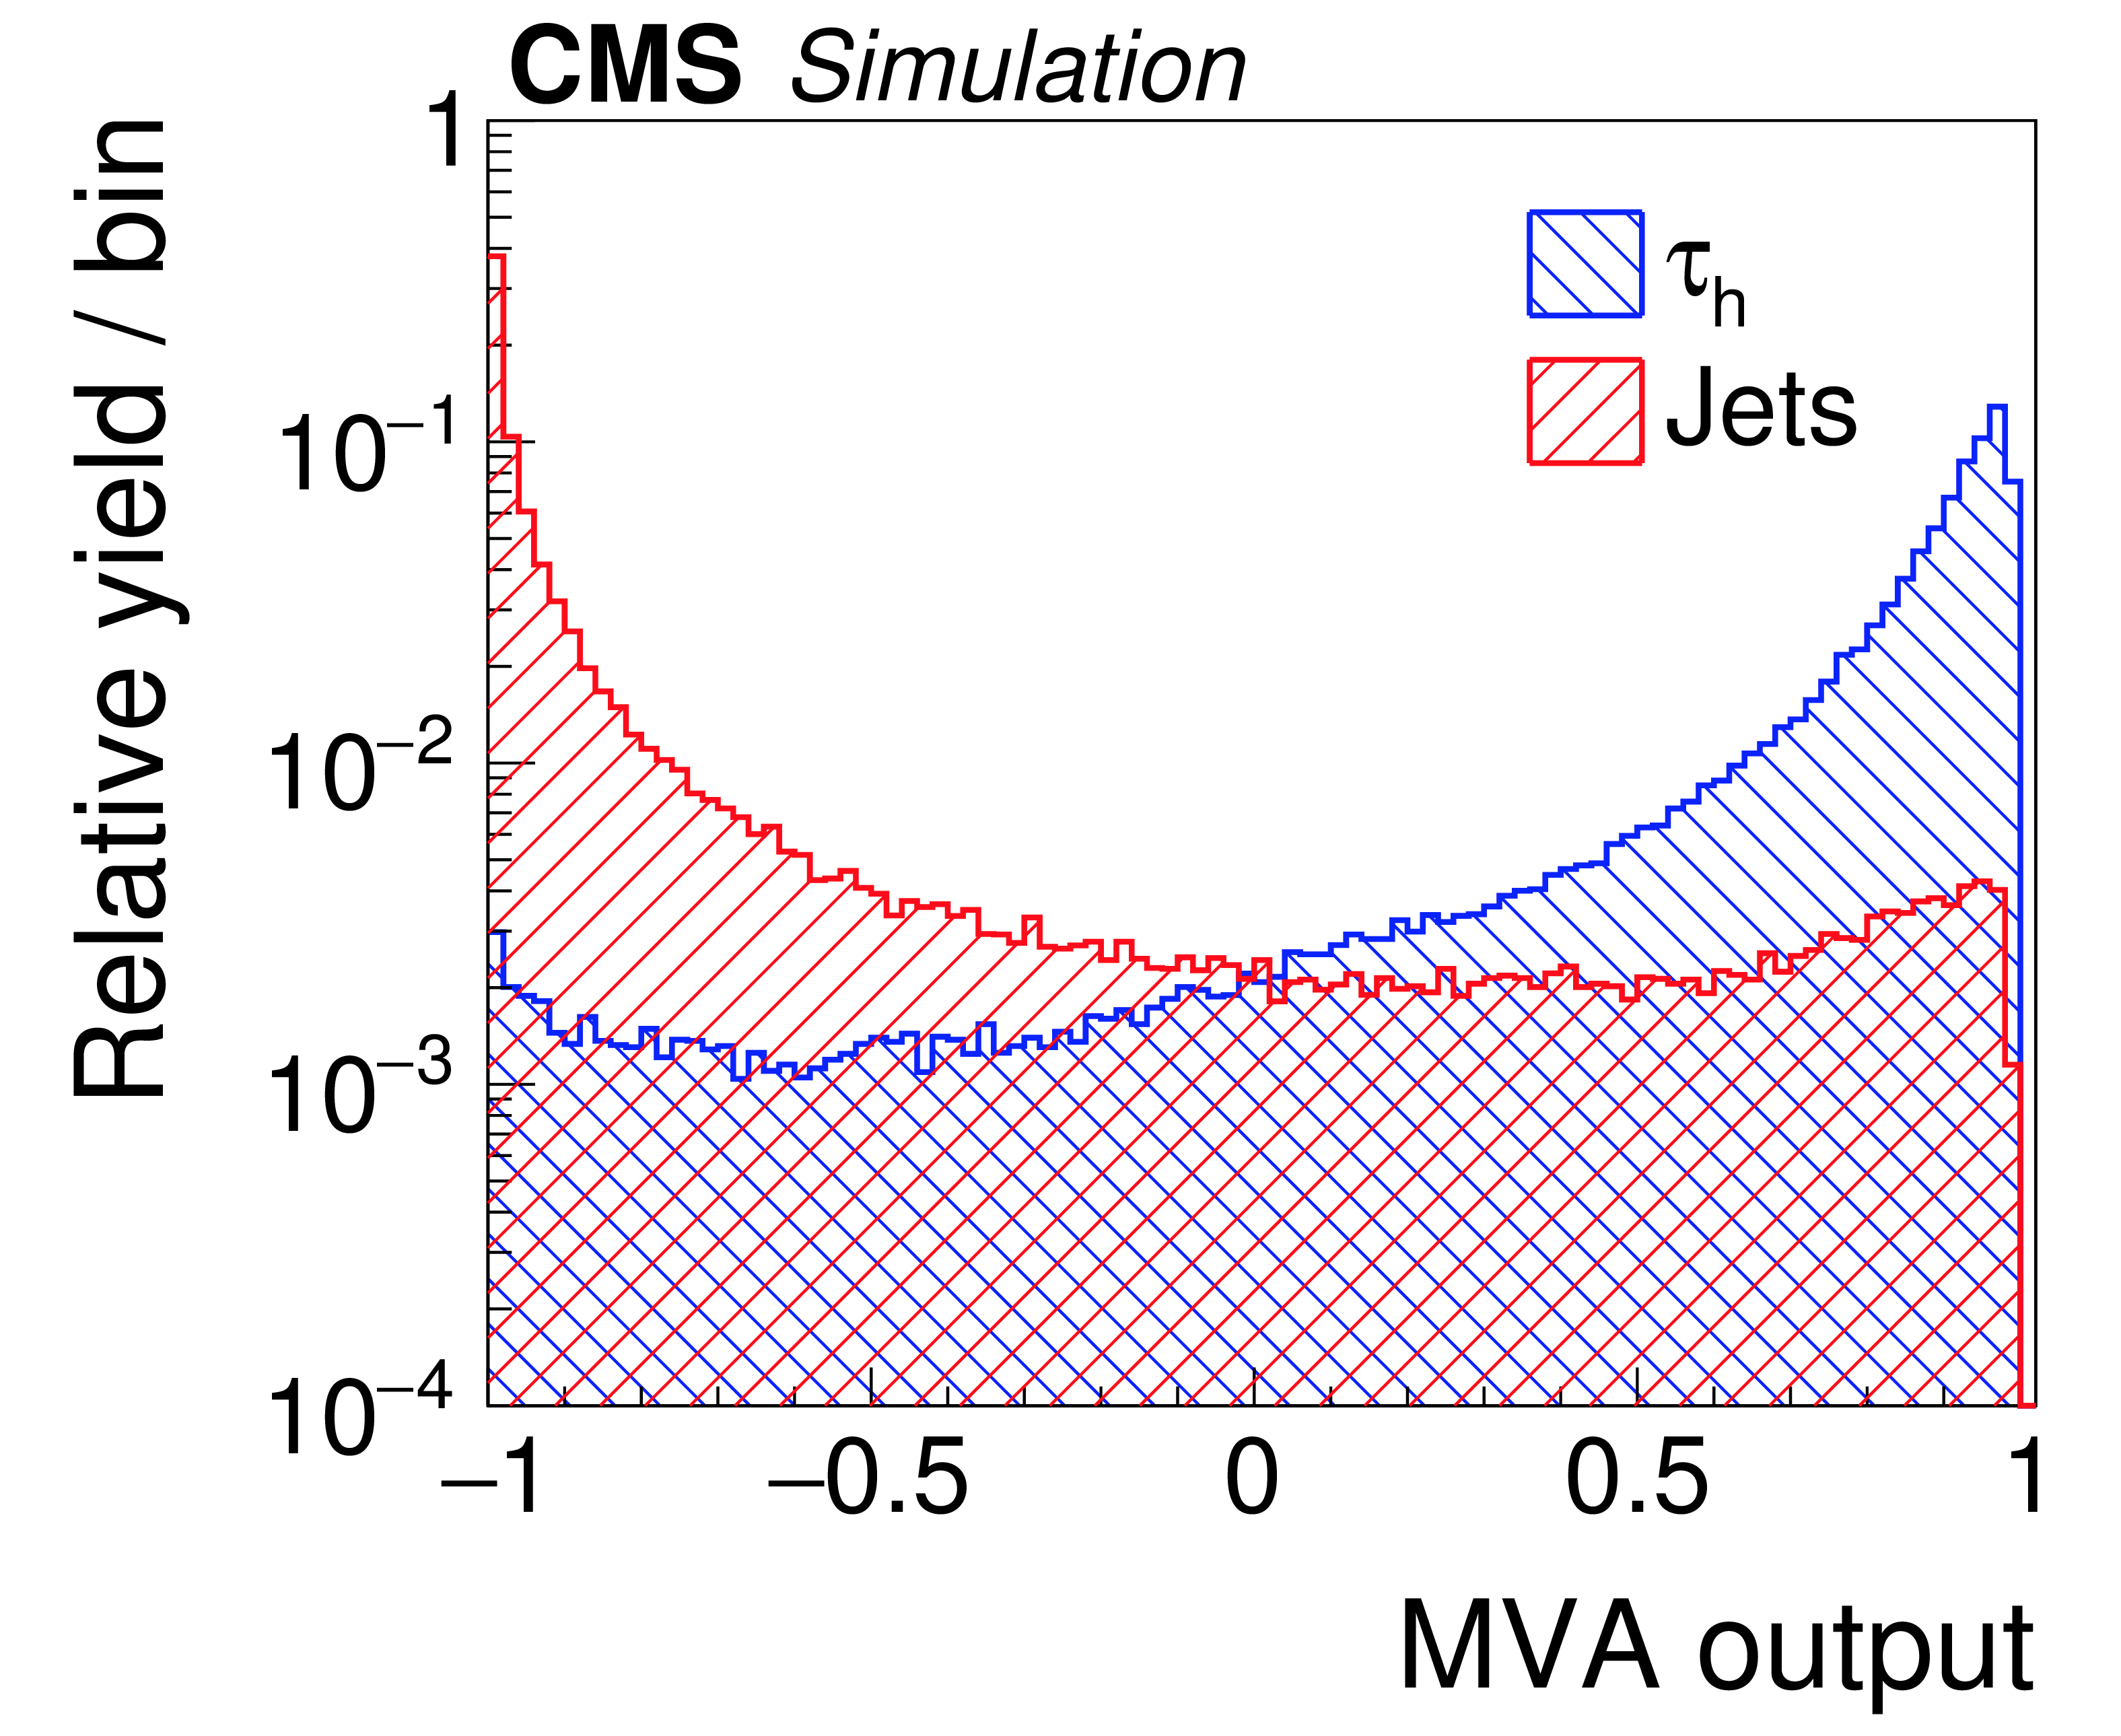 CMS Simulation
Relative yield / bin
1
10⁻¹
10⁻²
10⁻³
10⁻⁴
τh
Jets
−1 −0.5 0 0.5 1
MVA output